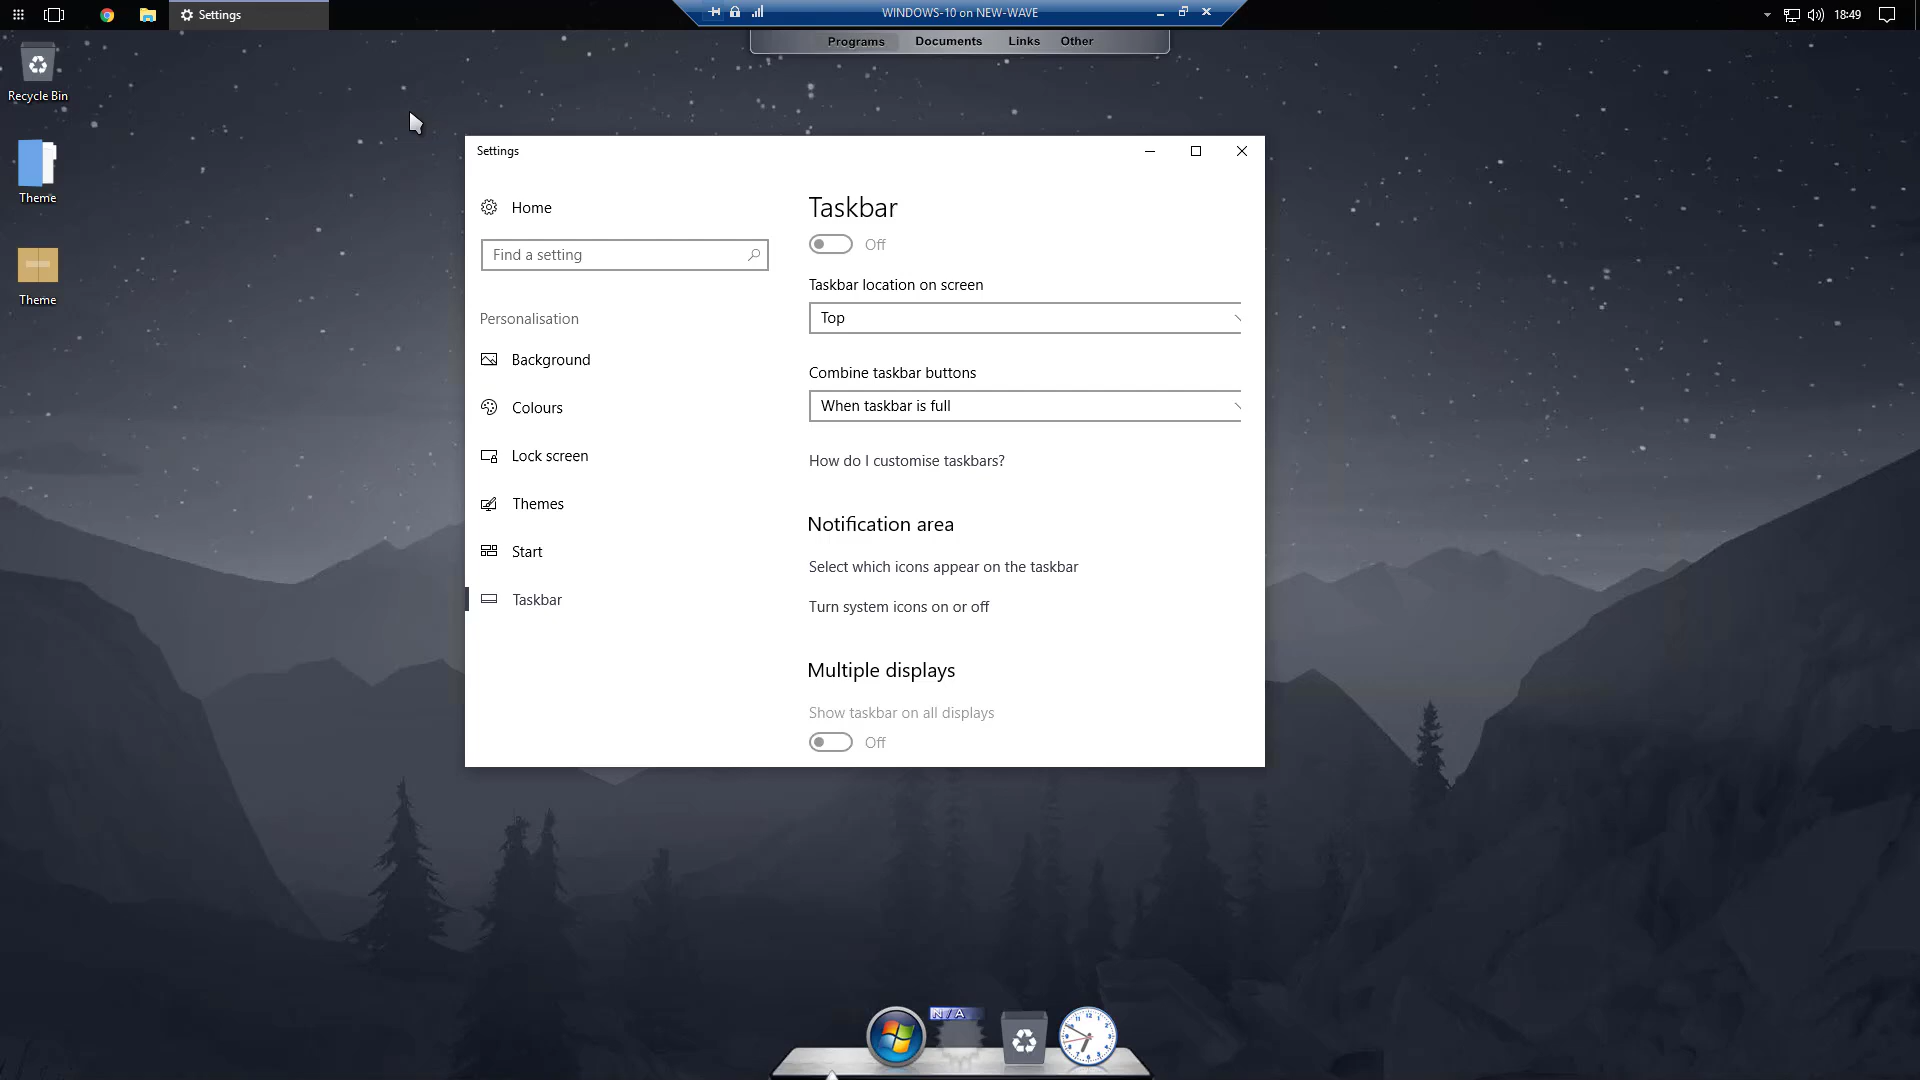 Settings
WINDOWS-10 on NEW-WAVE
18:49
Programs Documents Links Other
Recycle Bin
Theme
Theme
Settings
Home
Find a setting
Personalisation
Background
Colours
Lock screen
Themes
Start
Taskbar
Taskbar
Off
Taskbar location on screen
Top
Combine taskbar buttons
When taskbar is full
How do I customise taskbars?
Notification area
Select which icons appear on the taskbar
Turn system icons on or off
Multiple displays
Show taskbar on all displays
Off
N/A